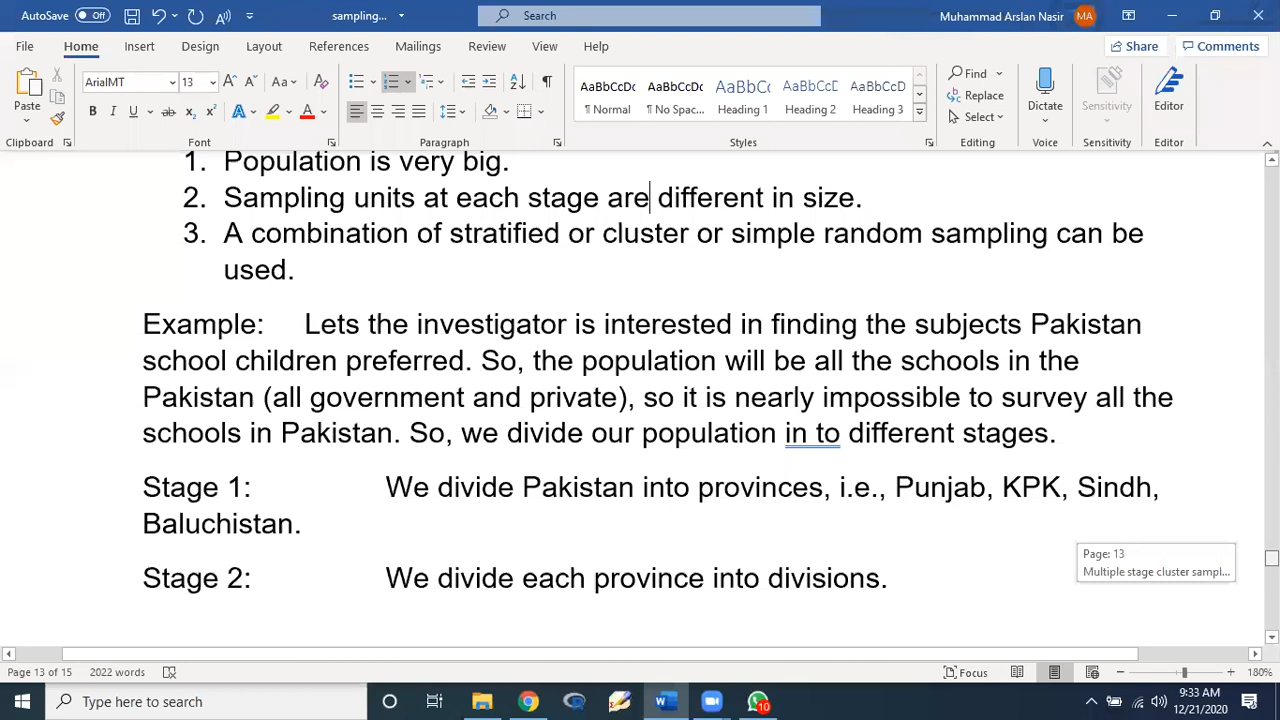 AutoSave Off sampling... Search Muhammad Arslan Nasir MA
File Home Insert Design Layout References Mailings Review View Help Share Comments
Paste ArialMT 13 A A Aa A AaBbCcDc AaBbCcDc AaBbCc AaBbCcD AaBbCcD Find Dictate Sensitivity Editor
B I U ab x₂ x² A A Normal No Spac... Heading 1 Heading 2 Heading 3 Replace
Select
Clipboard Font Paragraph Styles Editing Voice Sensitivity Editor
1. Population is very big.
2. Sampling units at each stage are different in size.
3. A combination of stratified or cluster or simple random sampling can be
used.
Example: Lets the investigator is interested in finding the subjects Pakistan
school children preferred. So, the population will be all the schools in the
Pakistan (all government and private), so it is nearly impossible to survey all the
schools in Pakistan. So, we divide our population in to different stages.
Stage 1: We divide Pakistan into provinces, i.e., Punjab, KPK, Sindh,
Baluchistan.
Page: 13
Multiple stage cluster sampl...
Stage 2: We divide each province into divisions.
Page 13 of 15 2022 words Focus 180%
Type here to search 10 9:33 AM
12/21/2020